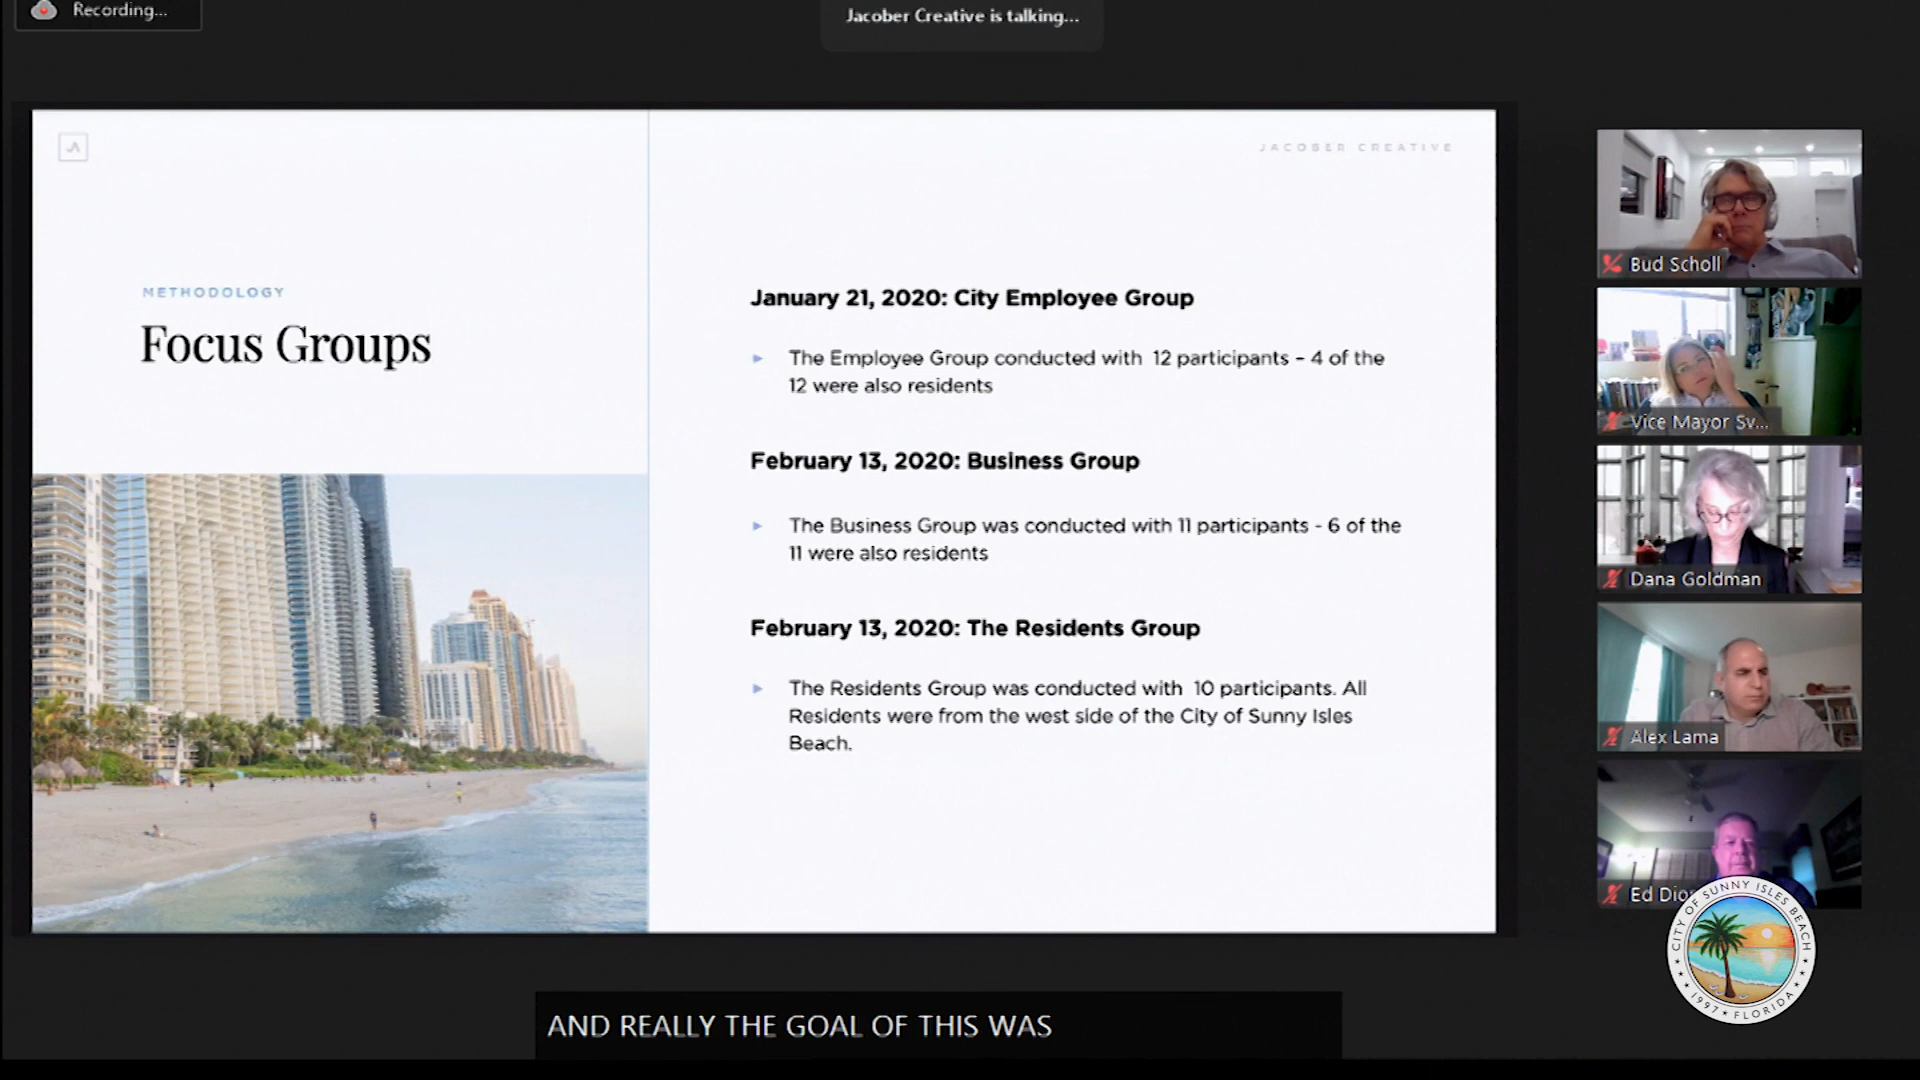 Recording...
Jacober Creative is talking...
JACOBER CREATIVE
METHODOLOGY
Focus Groups
January 21, 2020: City Employee Group
▸ The Employee Group conducted with 12 participants – 4 of the
12 were also residents
February 13, 2020: Business Group
▸ The Business Group was conducted with 11 participants - 6 of the
11 were also residents
February 13, 2020: The Residents Group
▸ The Residents Group was conducted with 10 participants. All
Residents were from the west side of the City of Sunny Isles
Beach.
Bud Scholl
Vice Mayor Sv...
Dana Goldman
Alex Lama
Ed Dio
CITY OF SUNNY ISLES BEACH
1997 • FLORIDA
AND REALLY THE GOAL OF THIS WAS